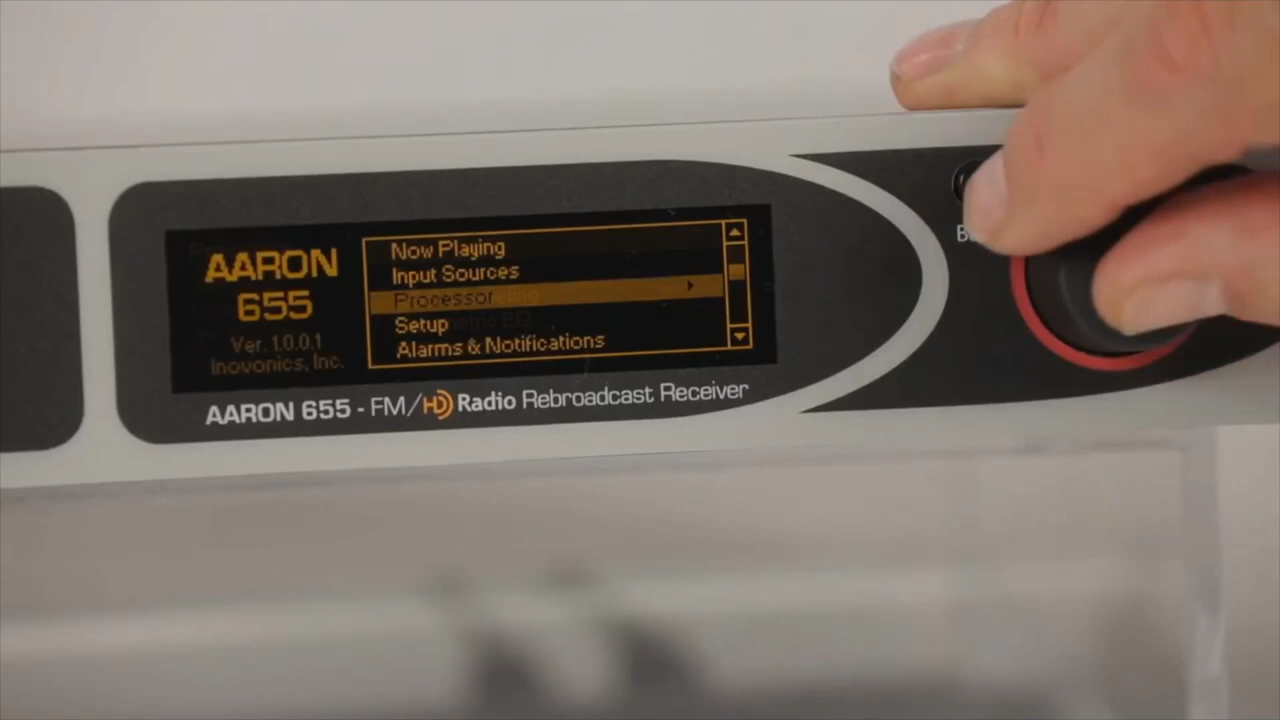 AARON
655
Ver. 1.0.0.1
Inovonics, Inc.
Now Playing
Input Sources
Processor
Setup
Alarms & Notifications
AARON 655 - FM/HD Radio Rebroadcast Receiver